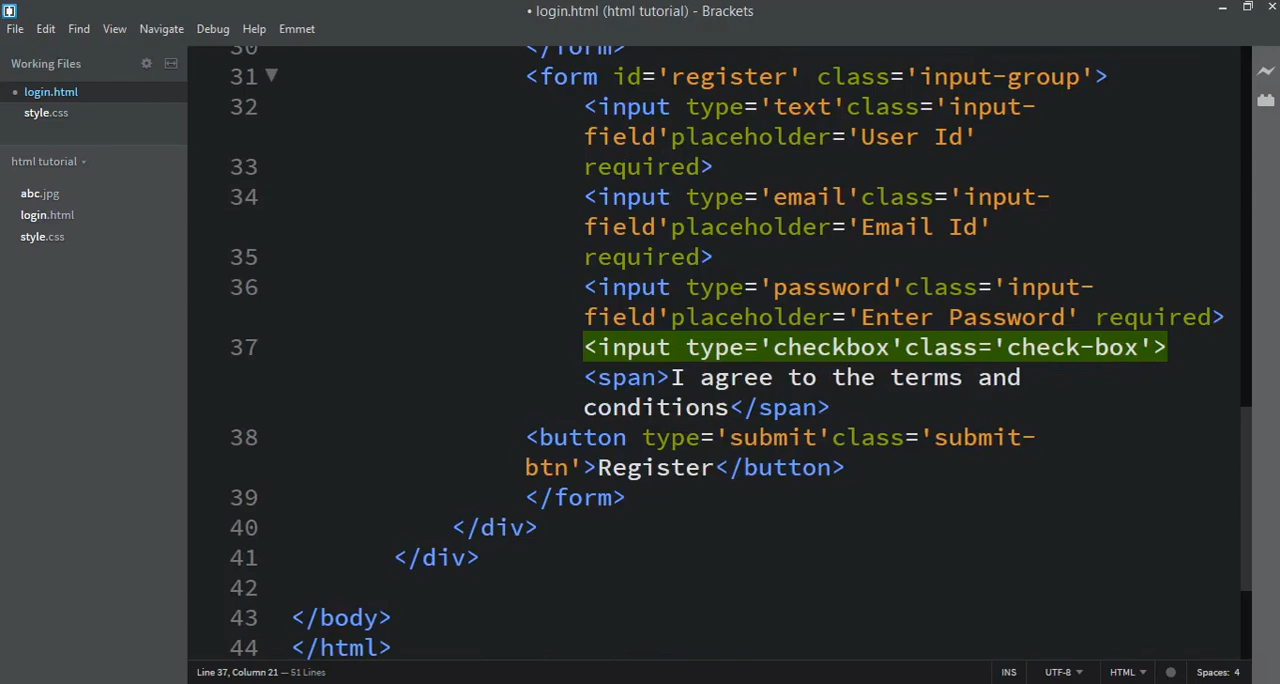 • login.html (html tutorial) - Brackets
File Edit Find View Navigate Debug Help Emmet
Working Files
login.html
style.css
html tutorial
abc.jpg
login.html
style.css
30 </form>
31 <form id='register' class='input-group'>
32 <input type='text'class='input-
field'placeholder='User Id'
33 required>
34 <input type='email'class='input-
field'placeholder='Email Id'
35 required>
36 <input type='password'class='input-
field'placeholder='Enter Password' required>
37 <input type='checkbox'class='check-box'>
<span>I agree to the terms and
conditions</span>
38 <button type='submit'class='submit-
btn'>Register</button>
39 </form>
40 </div>
41 </div>
42
43 </body>
44 </html>
Line 37, Column 21 — 51 Lines INS UTF-8 HTML Spaces: 4